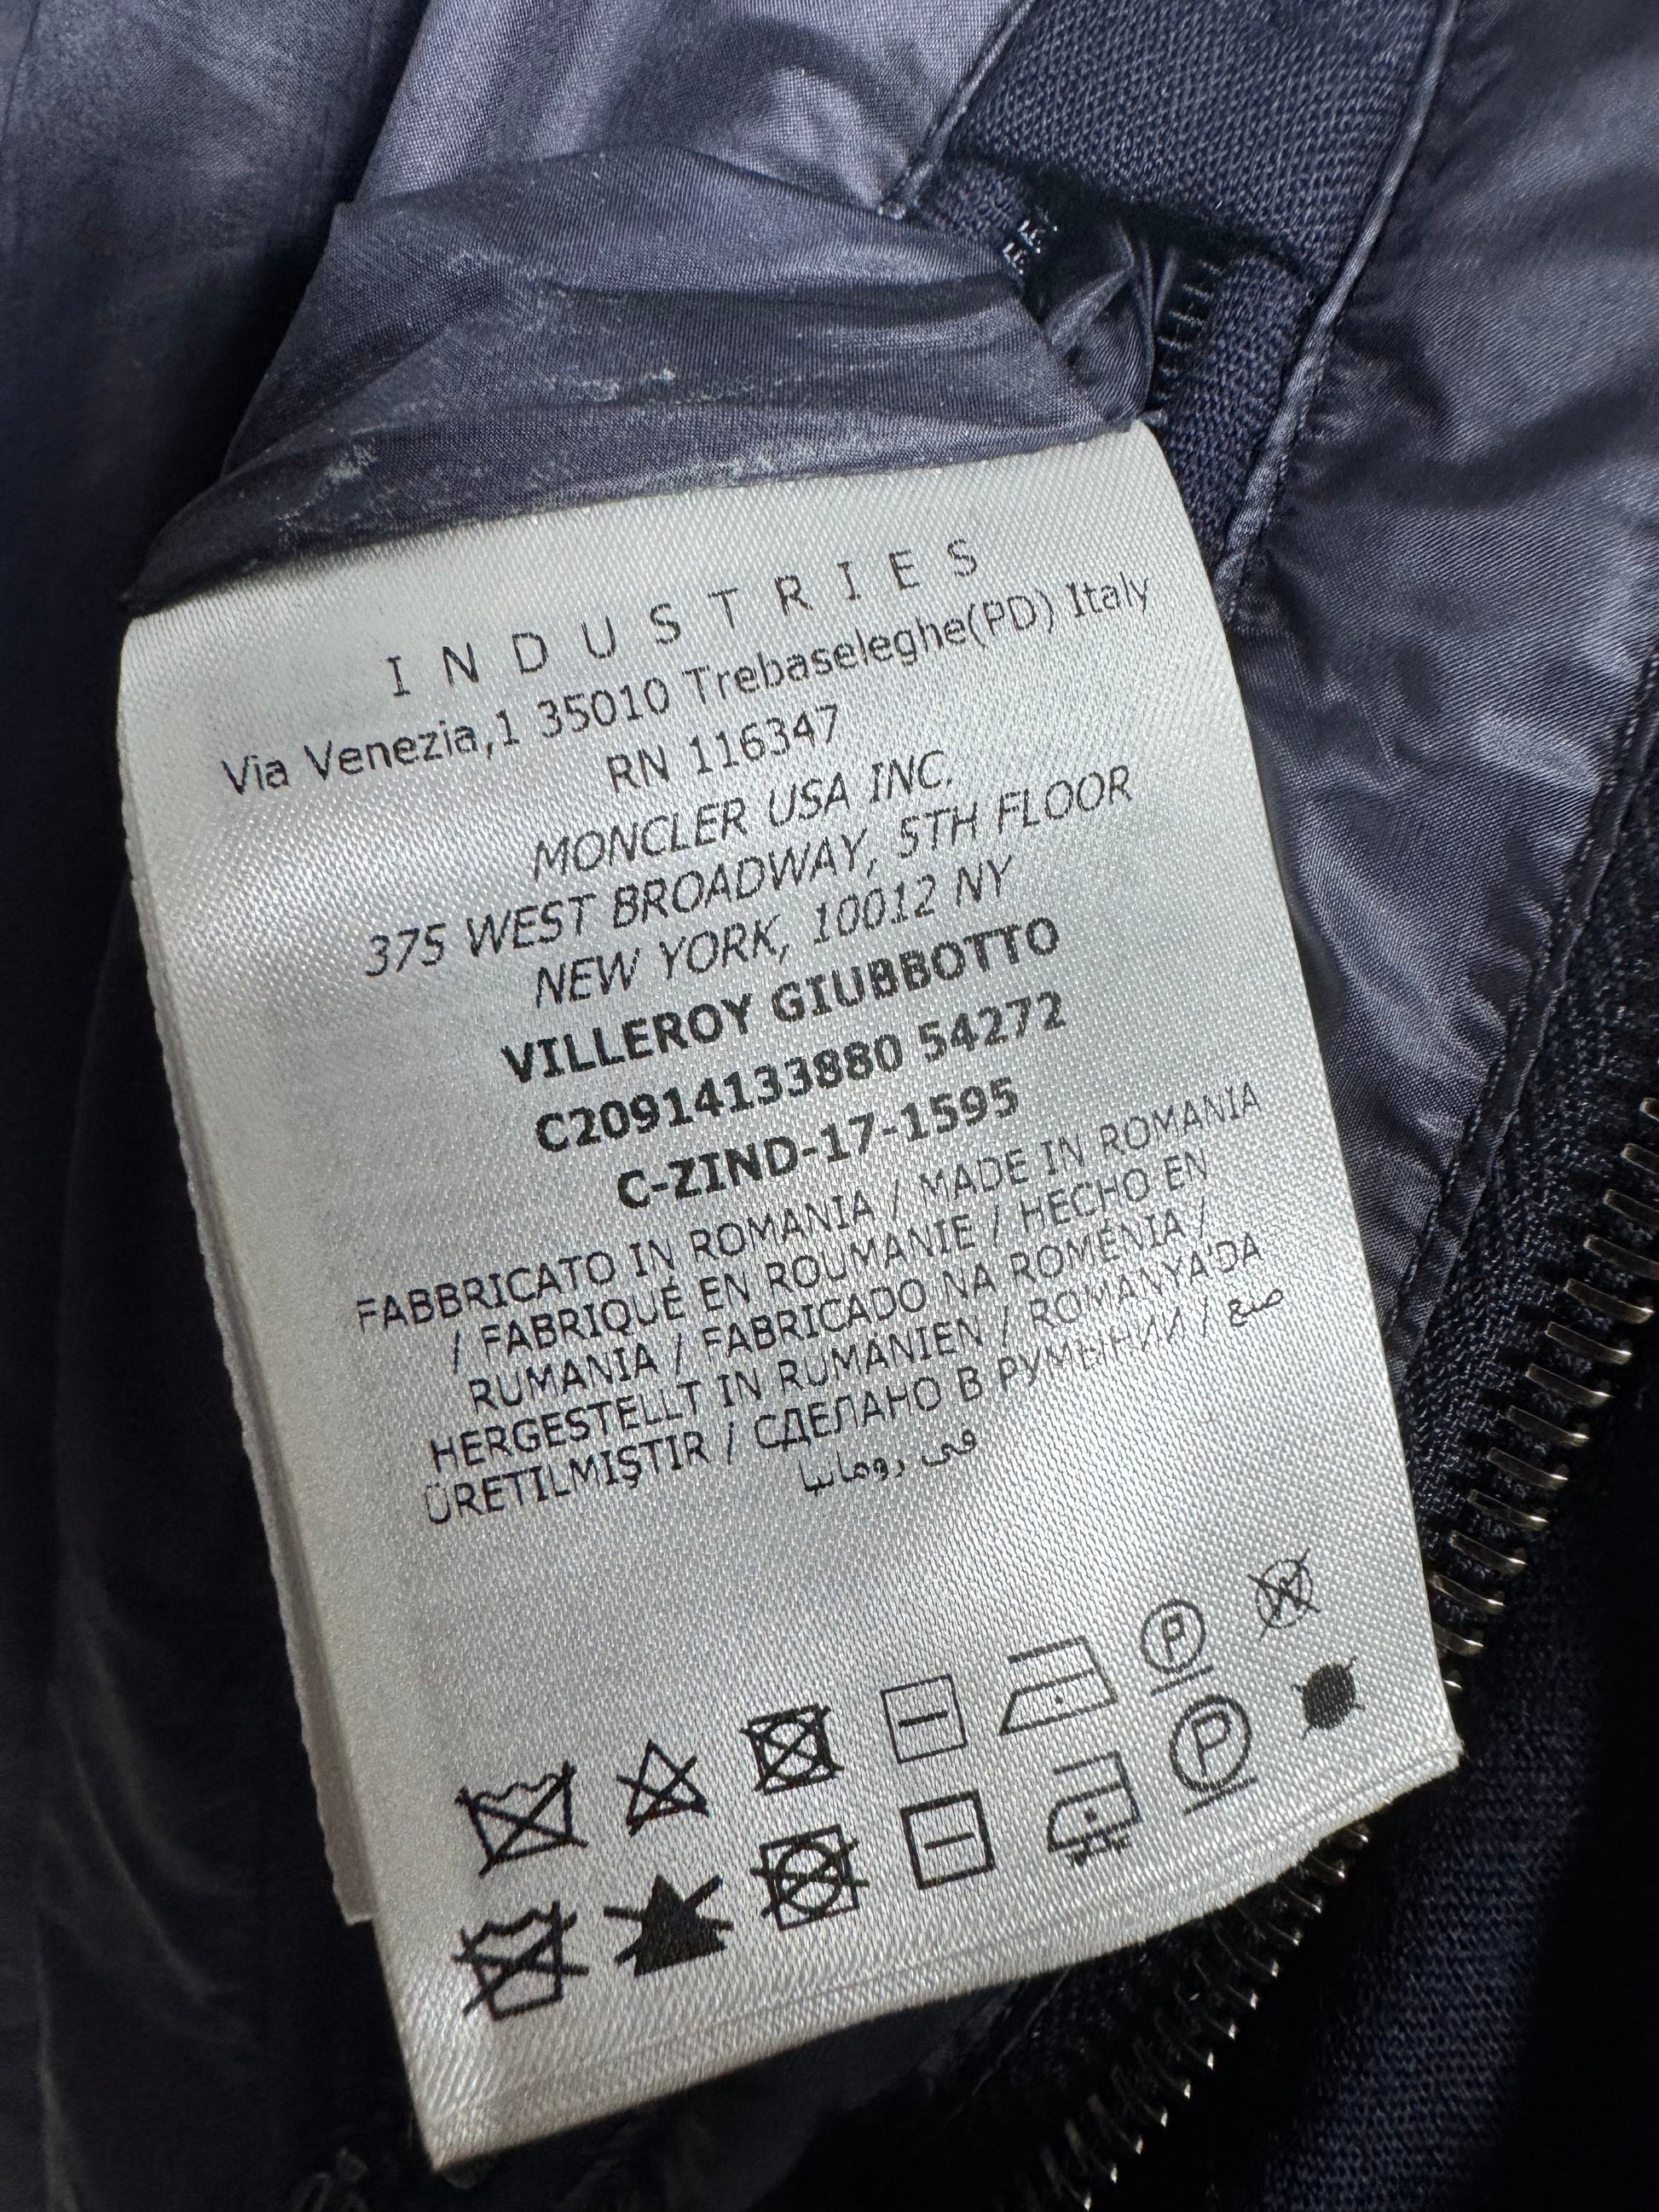 INDUSTRIES
Via Venezia,1 35010 Trebaseleghe(PD) Italy
RN 116347
MONCLER USA INC.
375 WEST BROADWAY, 5TH FLOOR
NEW YORK, 10012 NY
VILLEROY GIUBBOTTO
C20914133880 54272
C-ZIND-17-1595
FABBRICATO IN ROMANIA / MADE IN ROMANIA
/ FABRIQUÉ EN ROUMANIE / HECHO EN
RUMANIA / FABRICADO NA ROMÉNIA /
HERGESTELLT IN RUMANIEN / ROMANYA'DA
ÜRETILMIŞTIR / СДЕЛАНО В РУМЫНИИ / صنع
في رومانيا
P W
P